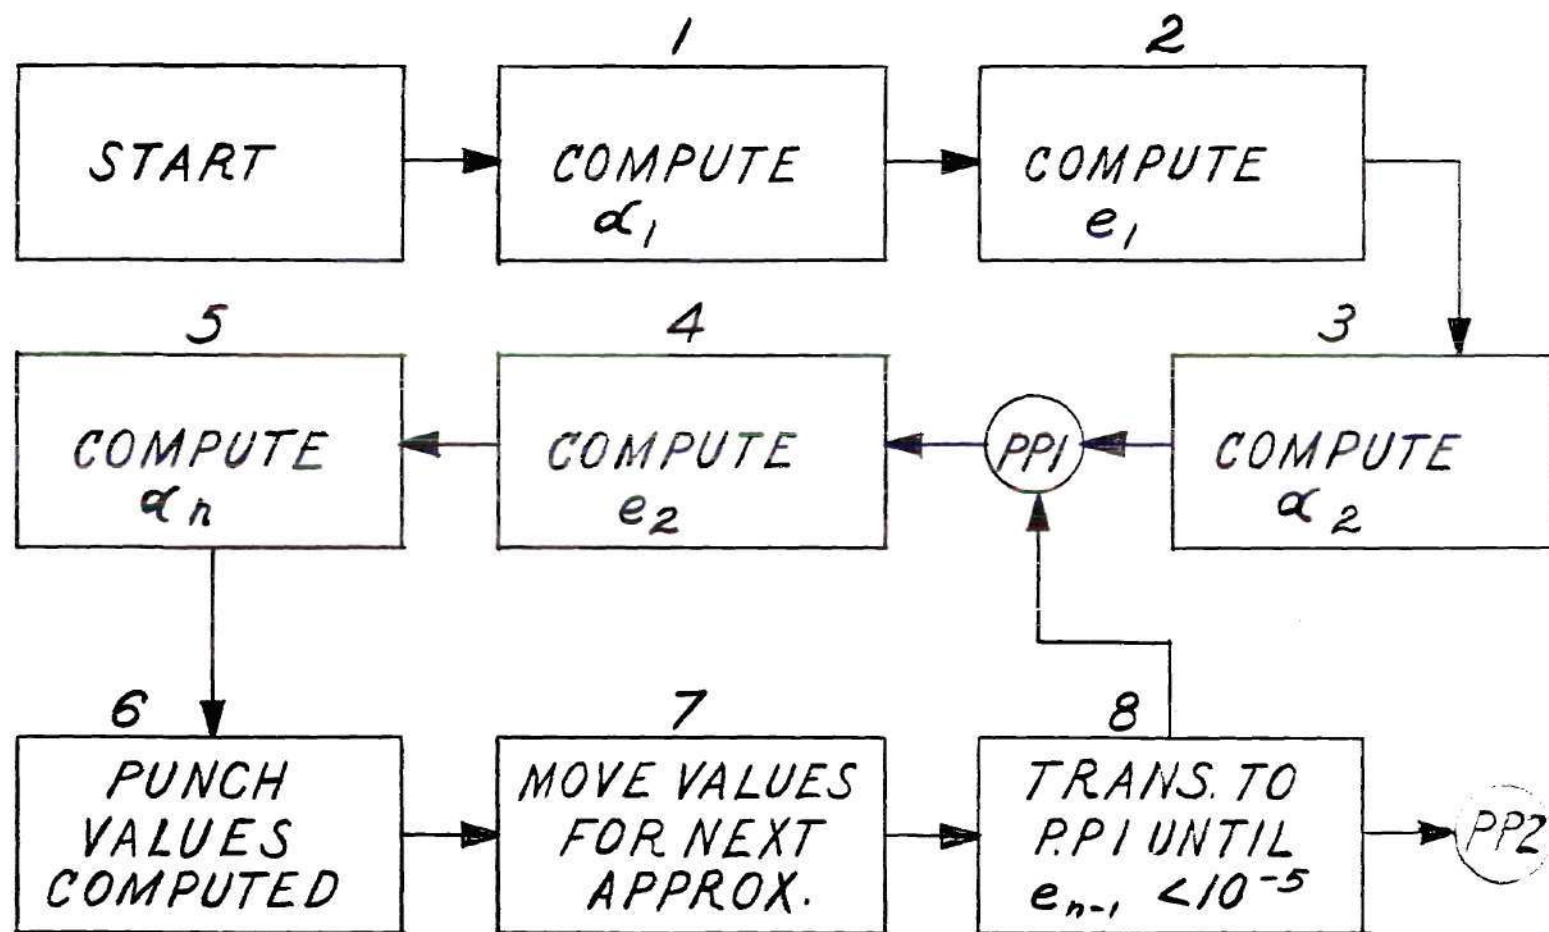 1
2
START
COMPUTE
α₁
COMPUTE
e₁
5
4
3
COMPUTE
αₙ
COMPUTE
e₂
PP1
COMPUTE
α₂
6
7
8
PUNCH
VALUES
COMPUTED
MOVE VALUES
FOR NEXT
APPROX.
TRANS. TO
P.P1 UNTIL
eₙ₋₁ <10⁻⁵
PP2